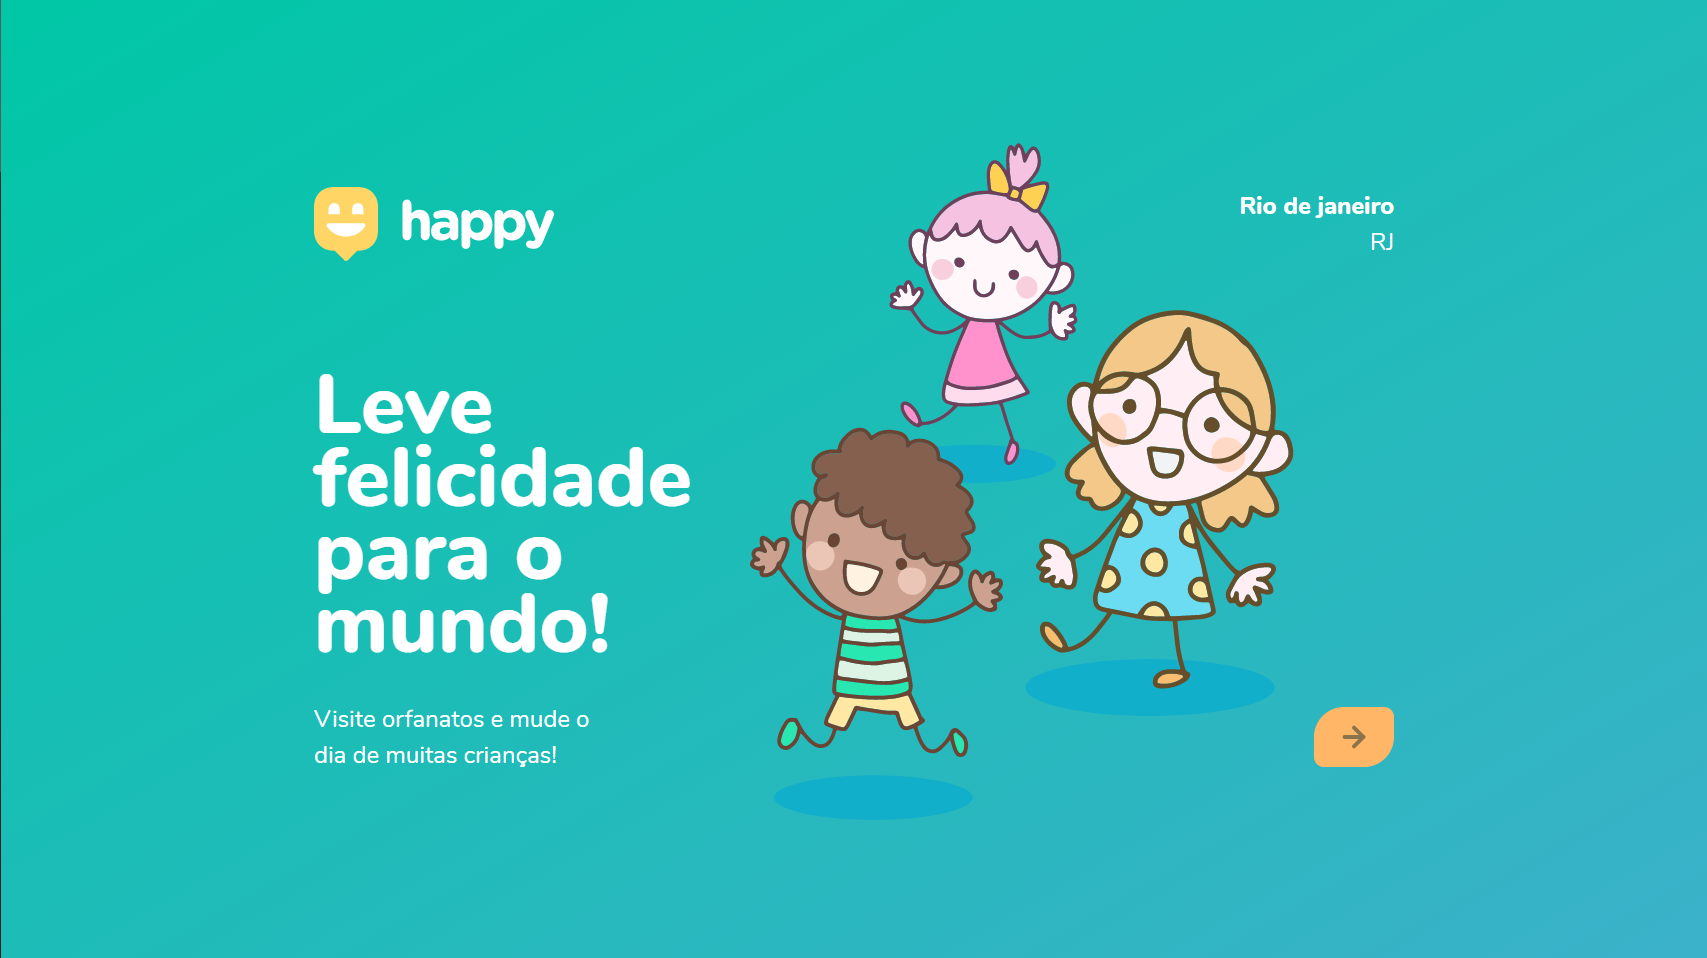 happy
Rio de janeiro
RJ
Leve
felicidade
para o
mundo!
Visite orfanatos e mude o
dia de muitas crianças!